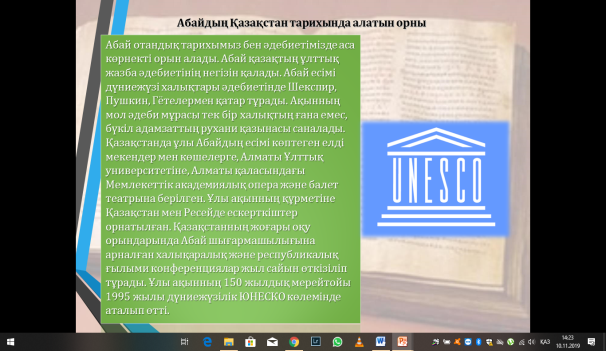 Абайдың Қазақстан тарихында алатын орны
Абай отандық тарихымыз бен әдебиетімізде аса
көрнекті орын алады. Абай қазақтың ұлттық
жазба әдебиетінің негізін қалады. Абай есімі
дүниежүзі халықтары әдебиетінде Шекспир,
Пушкин, Гётелермен қатар тұрады. Ақынның
мол әдеби мұрасы тек бір халықтың ғана емес,
бүкіл адамзаттың рухани қазынасы саналады.
Қазақстанда ұлы Абайдың есімі көптеген елді
мекендер мен көшелерге, Алматы Ұлттық
университетіне, Алматы қаласындағы
Мемлекеттік академиялық опера және балет
театрына берілген. Ұлы ақынның құрметіне
Қазақстан мен Ресейде ескерткіштер
орнатылған. Қазақстанның жоғары оқу
орындарында Абай шығармашылығына
арналған халықаралық және республикалық
ғылыми конференциялар жыл сайын өткізіліп
тұрады. Ұлы ақынның 150 жылдық мерейтойы
1995 жылы дүниежүзілік ЮНЕСКО көлемінде
аталып өтті.
UNESCO
КАЗ
14:23
10.11.2019